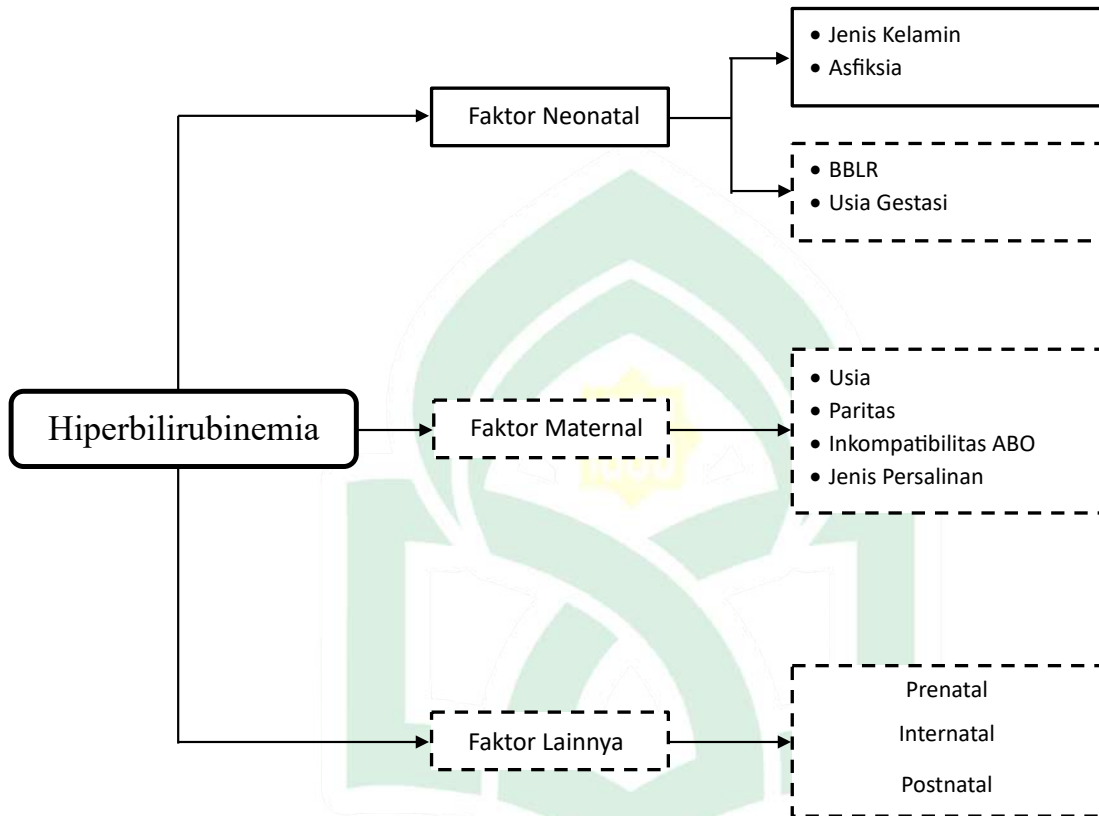 • Jenis Kelamin
• Asfiksia
Faktor Neonatal
• BBLR
• Usia Gestasi
Hiperbilirubinemia
Faktor Maternal
• Usia
• Paritas
• Inkompatibilitas ABO
• Jenis Persalinan
Faktor Lainnya
Prenatal
Internatal
Postnatal